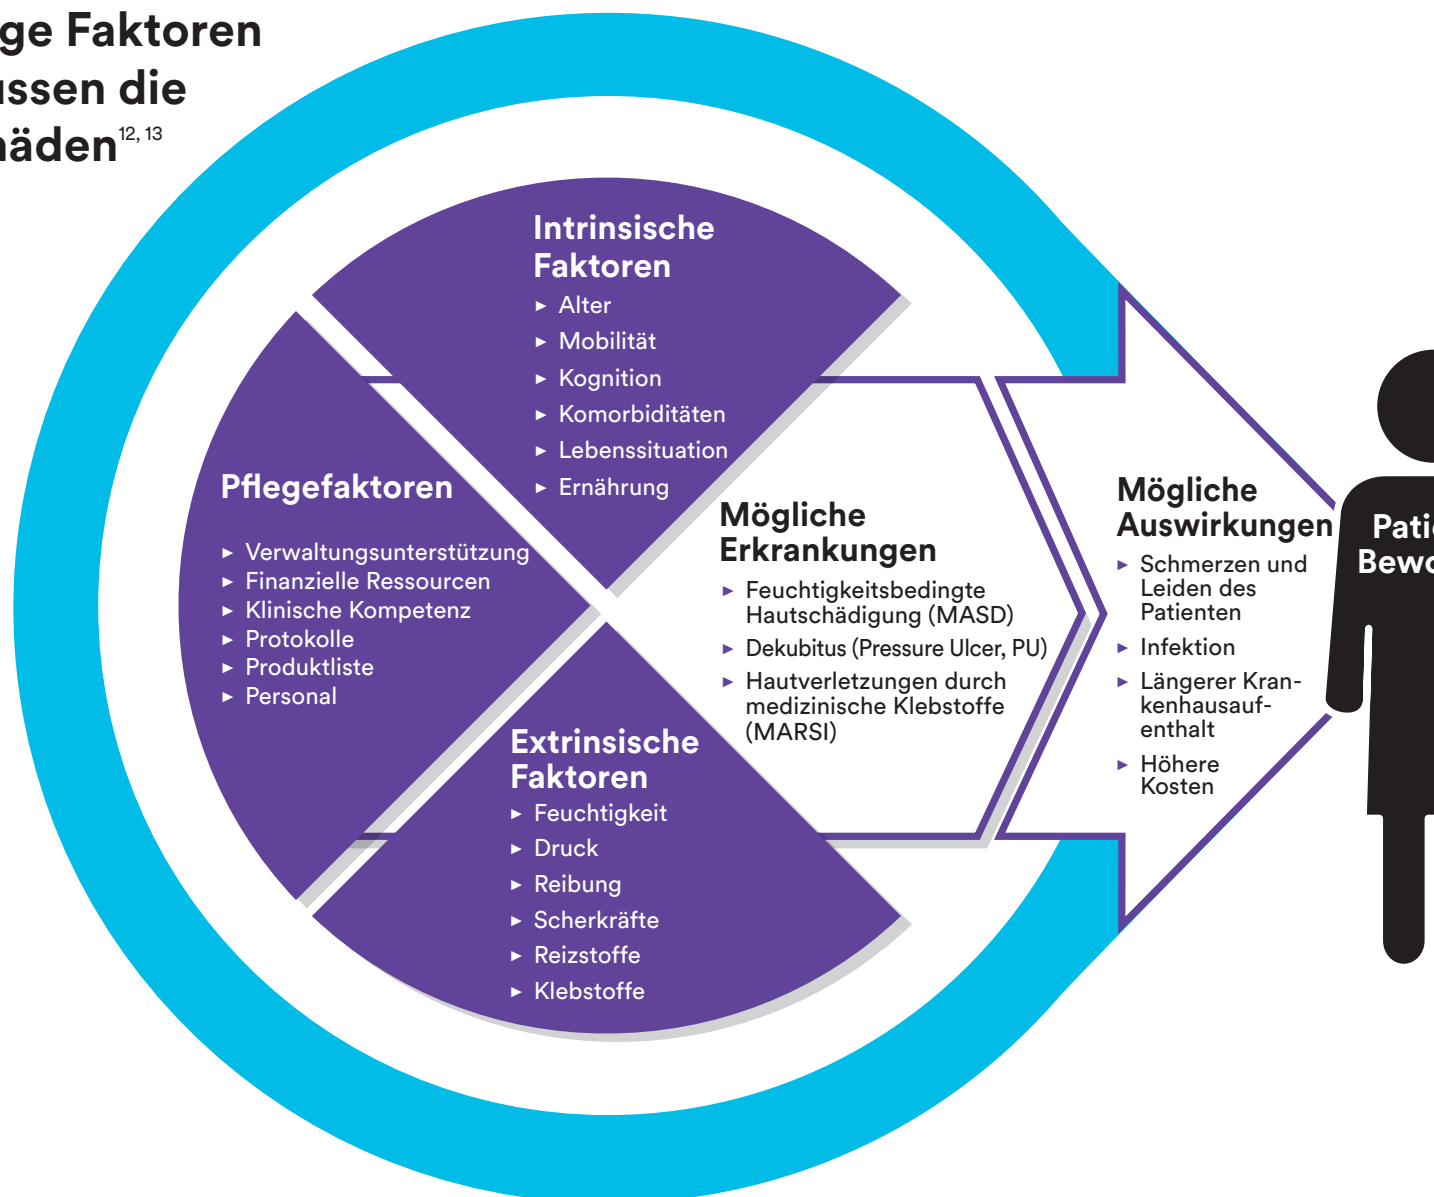 ge Faktoren
ussen die
häden12, 13
Intrinsische
Faktoren
► Alter
► Mobilität
► Kognition
► Komorbiditäten
► Lebenssituation
► Ernährung
Pflegefaktoren
► Verwaltungsunterstützung
► Finanzielle Ressourcen
► Klinische Kompetenz
► Protokolle
► Produktliste
► Personal
Extrinsische
Faktoren
► Feuchtigkeit
► Druck
► Reibung
► Scherkräfte
► Reizstoffe
► Klebstoffe
Mögliche
Erkrankungen
► Feuchtigkeitsbedingte
Hautschädigung (MASD)
► Dekubitus (Pressure Ulcer, PU)
► Hautverletzungen durch
medizinische Klebstoffe
(MARSI)
Mögliche
Auswirkungen
► Schmerzen und
Leiden des
Patienten
► Infektion
► Längerer Kran-
kenhausauf-
enthalt
► Höhere
Kosten
Pati
Bewo